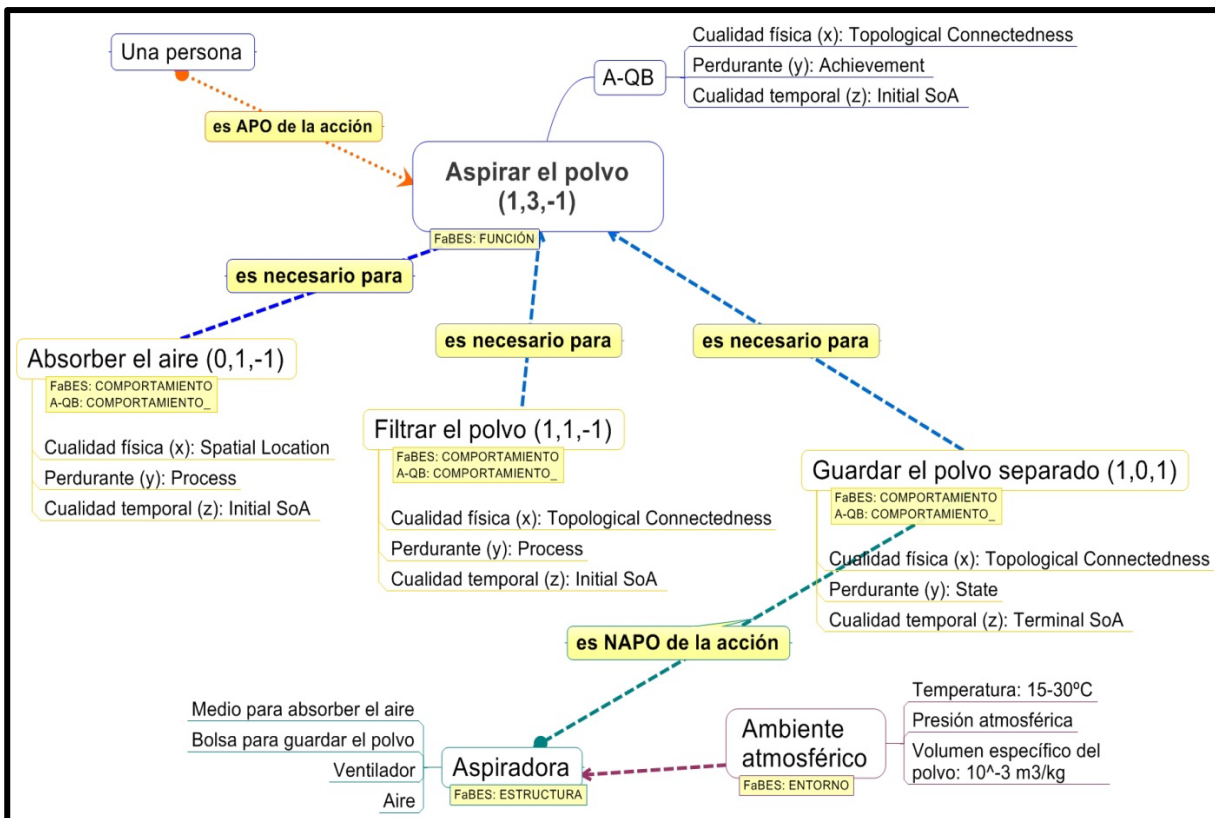 Una persona
es APO de la acción
A-QB
Cualidad física (x): Topological Connectedness
Perdurante (y): Achievement
Cualidad temporal (z): Initial SoA
Aspirar el polvo
(1,3,-1)
FaBES: FUNCIÓN
es necesario para
es necesario para
es necesario para
Absorber el aire (0,1,-1)
FaBES: COMPORTAMIENTO
A-QB: COMPORTAMIENTO_
Cualidad física (x): Spatial Location
Perdurante (y): Process
Cualidad temporal (z): Initial SoA
Filtrar el polvo (1,1,-1)
FaBES: COMPORTAMIENTO
A-QB: COMPORTAMIENTO_
Cualidad física (x): Topological Connectedness
Perdurante (y): Process
Cualidad temporal (z): Initial SoA
Guardar el polvo separado (1,0,1)
FaBES: COMPORTAMIENTO
A-QB: COMPORTAMIENTO_
Cualidad física (x): Topological Connectedness
Perdurante (y): State
Cualidad temporal (z): Terminal SoA
es NAPO de la acción
Medio para absorber el aire
Bolsa para guardar el polvo
Ventilador
Aire
Aspiradora
FaBES: ESTRUCTURA
Ambiente
atmosférico
FaBES: ENTORNO
Temperatura: 15-30ºC
Presión atmosférica
Volumen específico del
polvo: 10^-3 m3/kg